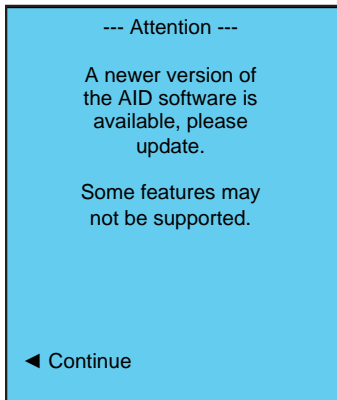 --- Attention ---
A newer version of
the AID software is
available, please
update.
Some features may
not be supported.
◄ Continue